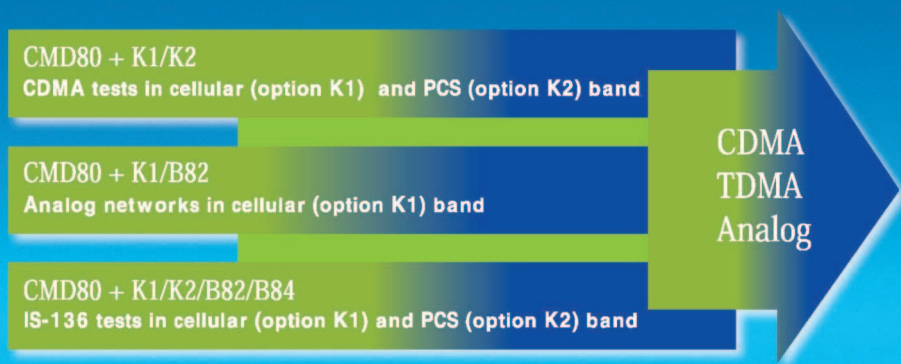 CMD80 + K1/K2
CDMA tests in cellular (option K1) and PCS (option K2) band
CMD80 + K1/B82
Analog networks in cellular (option K1) band
CMD80 + K1/K2/B82/B84
IS-136 tests in cellular (option K1) and PCS (option K2) band
CDMA
TDMA
Analog